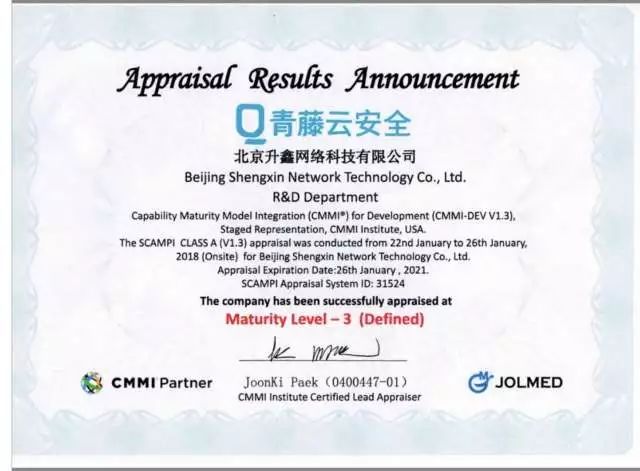 Appraisal Results Announcement
青藤云安全
北京升鑫网络科技有限公司
Beijing Shengxin Network Technology Co., Ltd.
R&D Department
Capability Maturity Model Integration (CMMI®) for Development (CMMI-DEV V1.3),
Staged Representation, CMMI Institute, USA.
The SCAMPI CLASS A (V1.3) appraisal was conducted from 22nd January to 26th January,
2018 (Onsite) for Beijing Shengxin Network Technology Co., Ltd.
Appraisal Expiration Date:26th January , 2021.
SCAMPI Appraisal System ID: 31524
The company has been successfully appraised at
Maturity Level – 3 (Defined)
CMMI Partner
JoonKi Paek (0400447-01)
CMMI Institute Certified Lead Appraiser
JOLMED